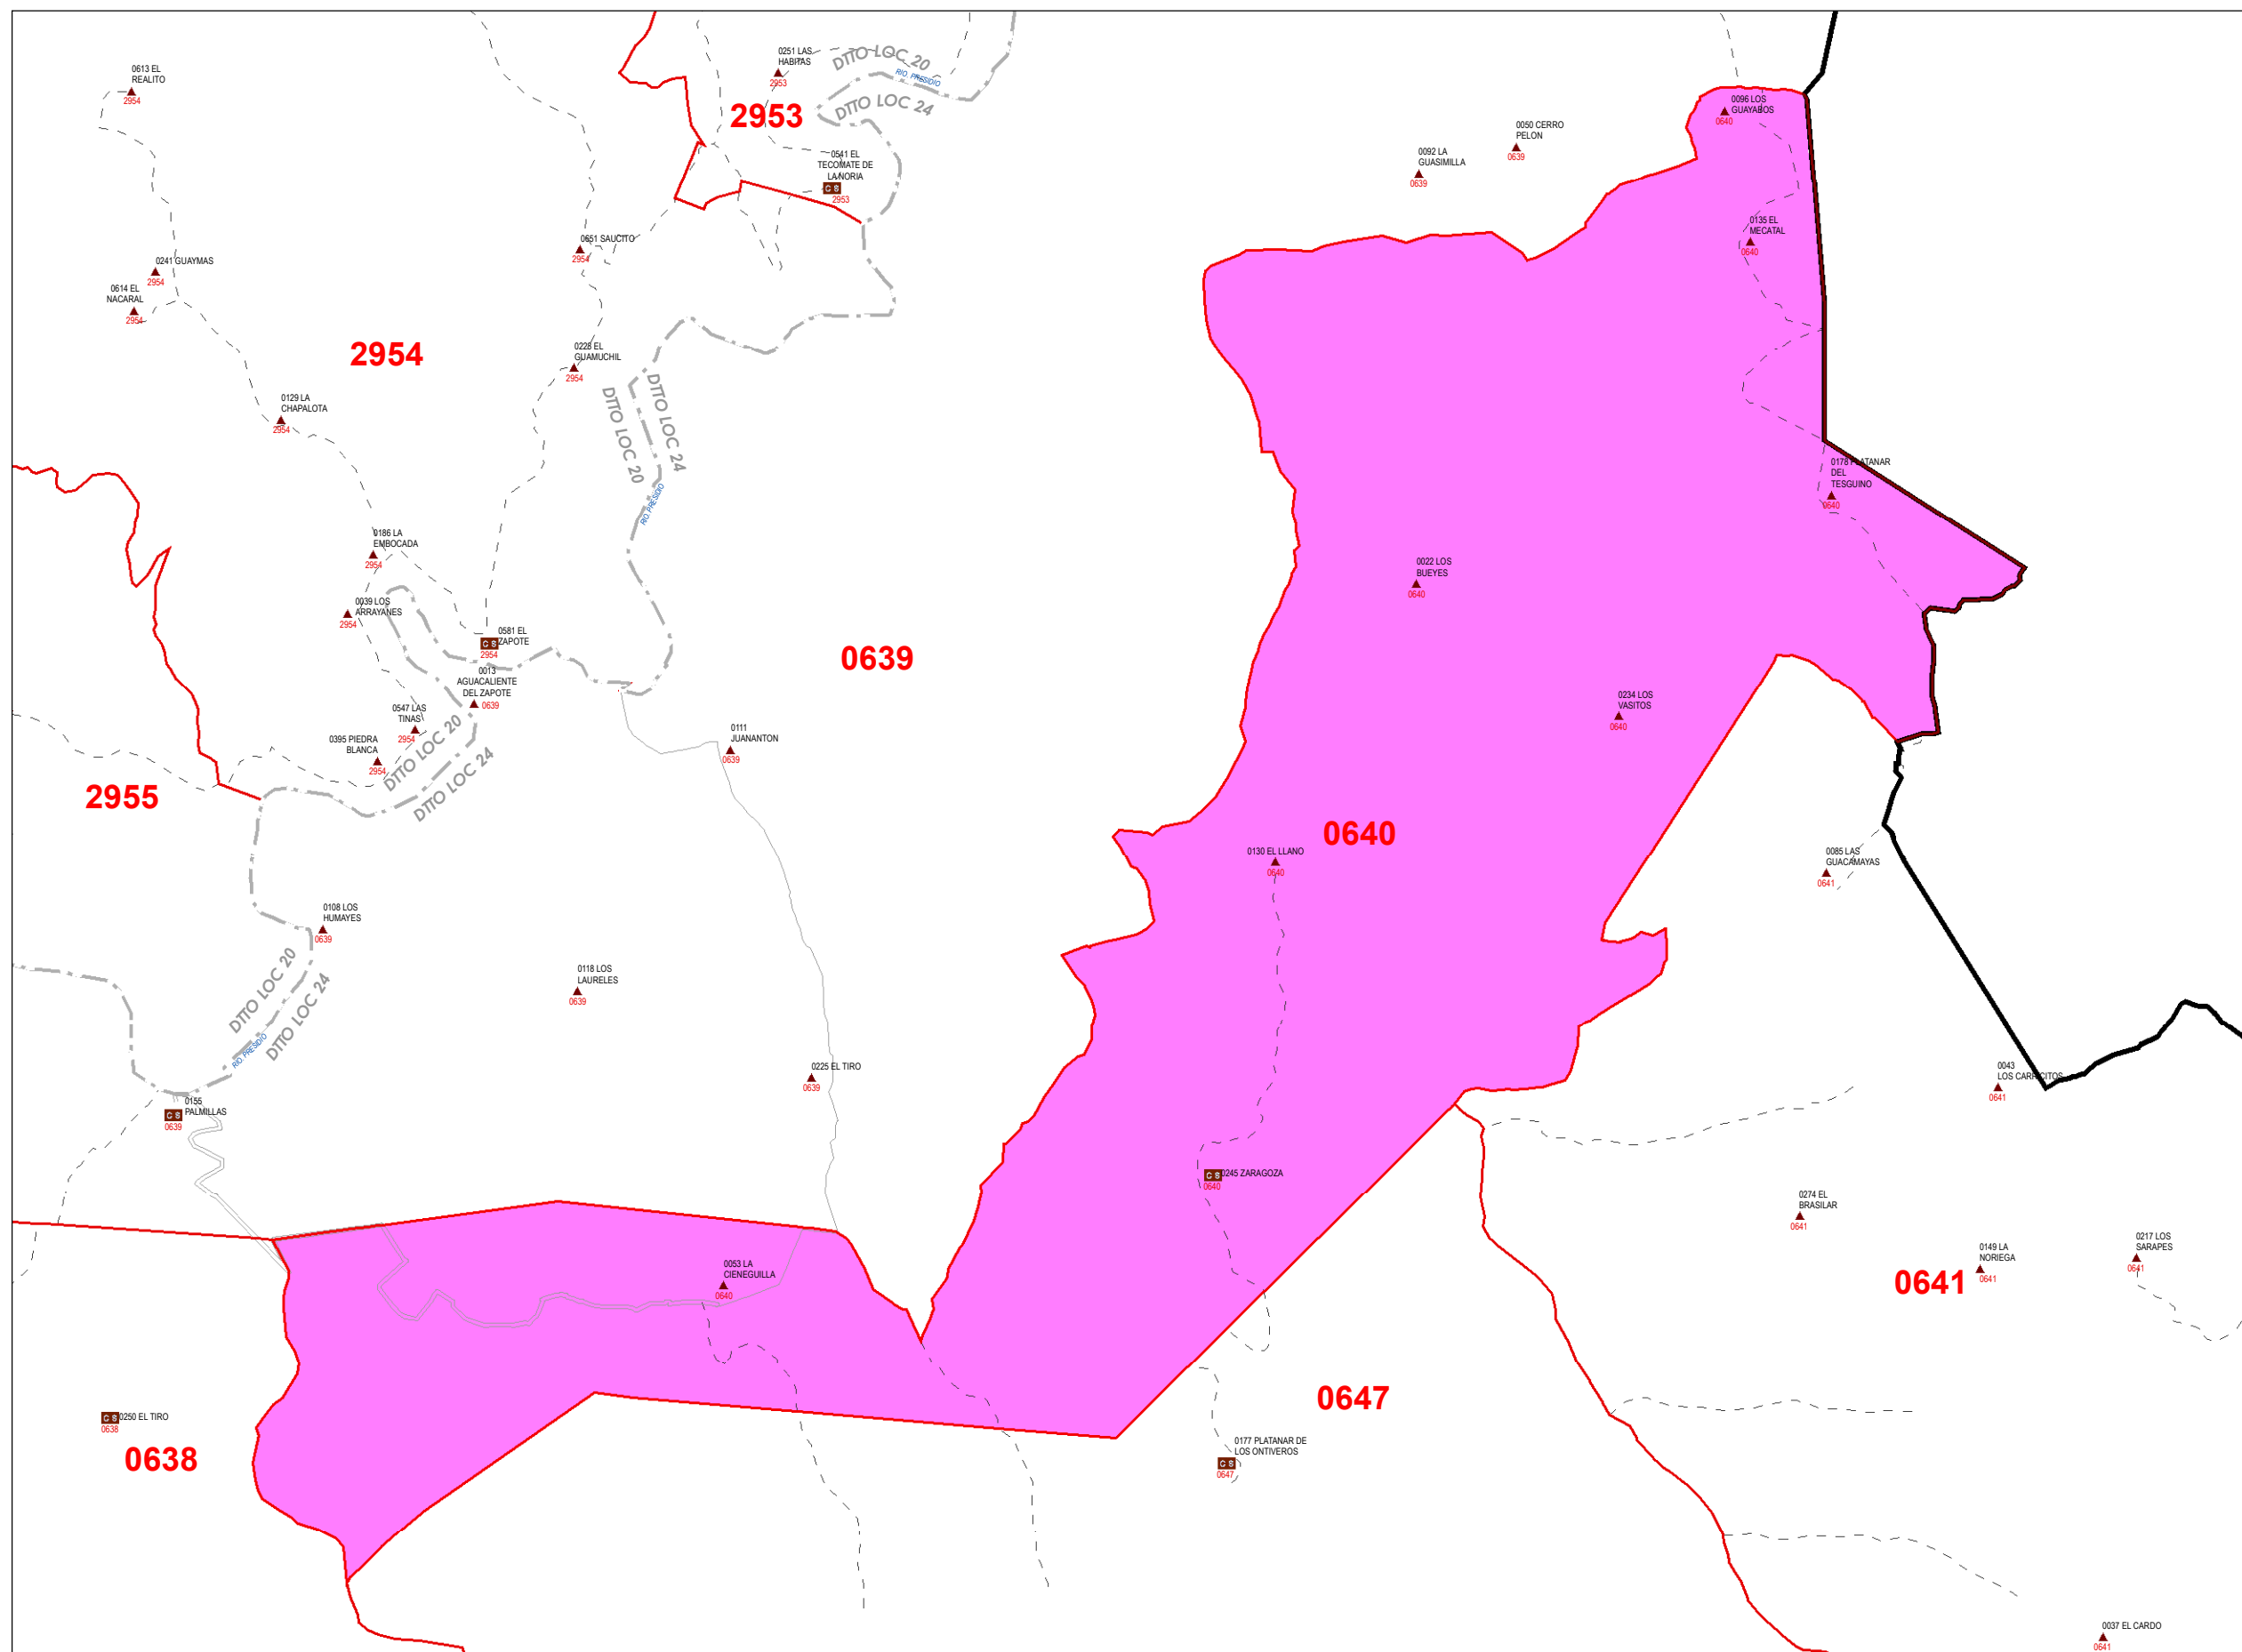 0613 EL
REALITO
2954
0251 LAS
HABITAS
2953
DTTO LOC 20
RIO. PRESIDIO
DTTO LOC 24
2953
0541 EL
TECOMATE DE
LA NORIA
C S
2953
0096 LOS
GUAYABOS
0640
0050 CERRO
PELON
0639
0092 LA
GUASIMILLA
0639
0135 EL
MECATAL
0640
0651 SAUCITO
2954
0241 GUAYMAS
2954
0614 EL
NACARAL
2954
2954
0228 EL
GUAMUCHIL
2954
DTTO LOC 20
DTTO LOC 24
RIO. PRESIDIO
0129 LA
CHAPALOTA
2954
0178 PLATANAR
DEL
TESGUINO
0640
0186 LA
EMBOCADA
2954
0022 LOS
BUEYES
0640
0039 LOS
ARRAYANES
2954
0581 EL
ZAPOTE
C S
2954
0639
0013
AGUACALIENTE
DEL ZAPOTE
0639
0547 LAS
TINAS
2954
0234 LOS
VASITOS
0640
0395 PIEDRA
BLANCA
2954
DTTO LOC 20
DTTO LOC 24
0111
JUANANTON
0639
2955
0640
0130 EL LLANO
0640
0085 LAS
GUACAMAYAS
0641
0108 LOS
HUMAYES
0639
DTTO LOC 20
DTTO LOC 24
RIO. PRESIDIO
0118 LOS
LAURELES
0639
0225 EL TIRO
0639
0043
LOS CARRICITOS
0641
0155
PALMILLAS
C S
0639
C S
0245 ZARAGOZA
0640
0274 EL
BRASILAR
0641
0149 LA
NORIEGA
0641
0217 LOS
SARAPES
0641
0641
0053 LA
CIENEGUILLA
0640
0647
C S
0250 EL TIRO
0638
0638
0177 PLATANAR DE
LOS ONTIVEROS
C S
0647
0037 EL CARDO
0641